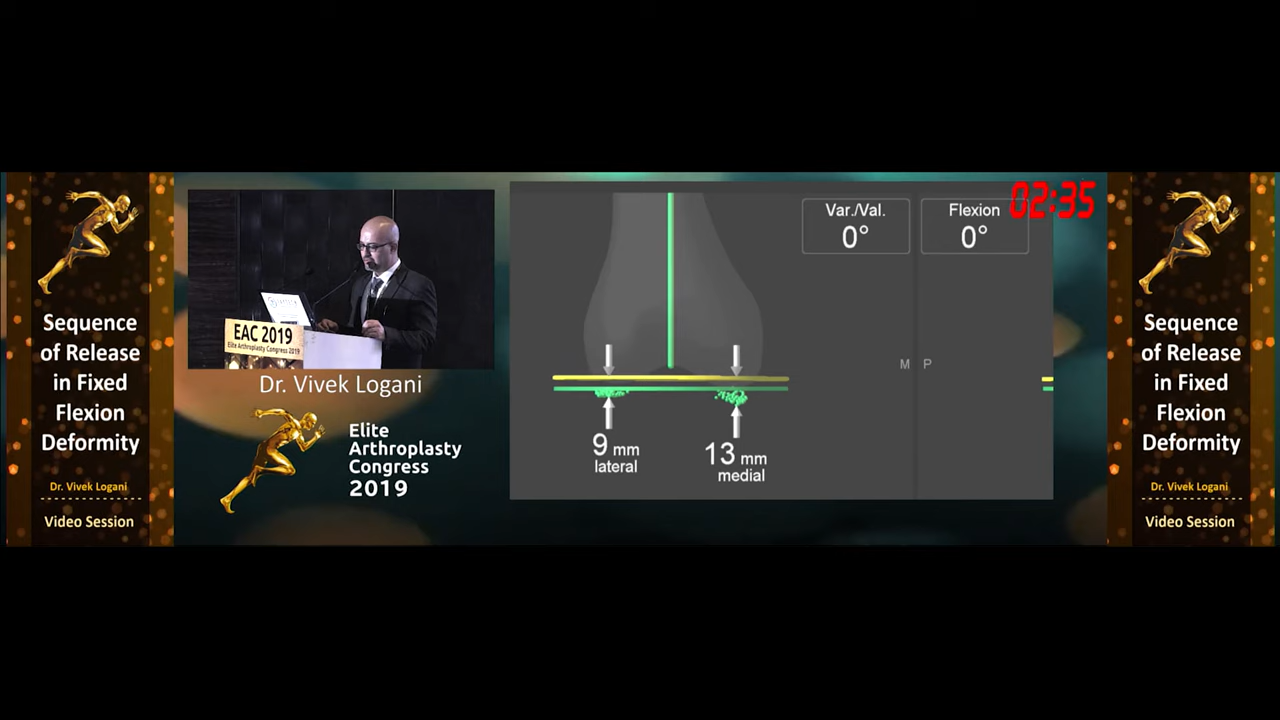 Sequence
of Release
in Fixed
Flexion
Deformity
Dr. Vivek Logani
Video Session
EAC 2019
Elite Arthroplasty Congress 2019
Dr. Vivek Logani
Elite
Arthroplasty
Congress
2019
Var./Val.
0°
Flexion
0°
02:35
M P
9 mm
lateral
13 mm
medial
Sequence
of Release
in Fixed
Flexion
Deformity
Dr. Vivek Logani
Video Session